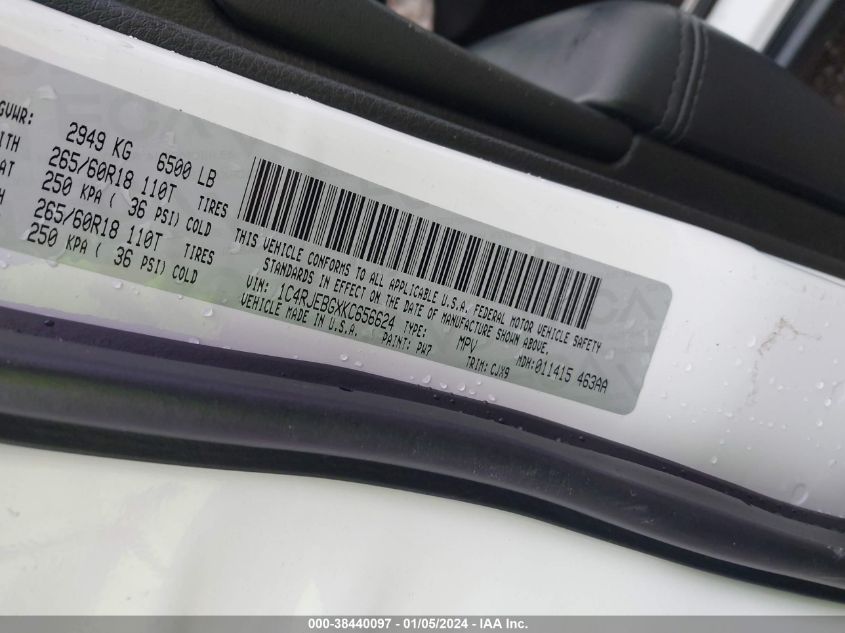 GVWR: 2949 KG 6500 LB
265/60R18 110T TIRES
250 KPA ( 36 PSI) COLD
265/60R18 110T TIRES
250 KPA ( 36 PSI) COLD
THIS VEHICLE CONFORMS TO ALL APPLICABLE U.S.A. FEDERAL MOTOR VEHICLE SAFETY
STANDARDS IN EFFECT ON THE DATE OF MANUFACTURE SHOWN ABOVE.
VIN: 1C4RJEBGXKC656624 TYPE: MPV MDH:011415 463AA
VEHICLE MADE IN U.S.A. PAINT: PW7 TRIM:CJX9
000-38440097 - 01/05/2024 - IAA Inc.